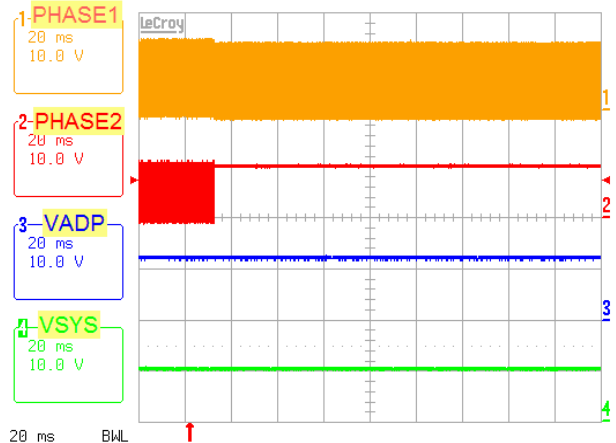 LeCroy
1 PHASE1
20 ms
10.0 V
1
2 PHASE2
20 ms
10.0 V
2
3 VADP
20 ms
10.0 V
3
4 VSYS
20 ms
10.0 V
4
20 ms BWL